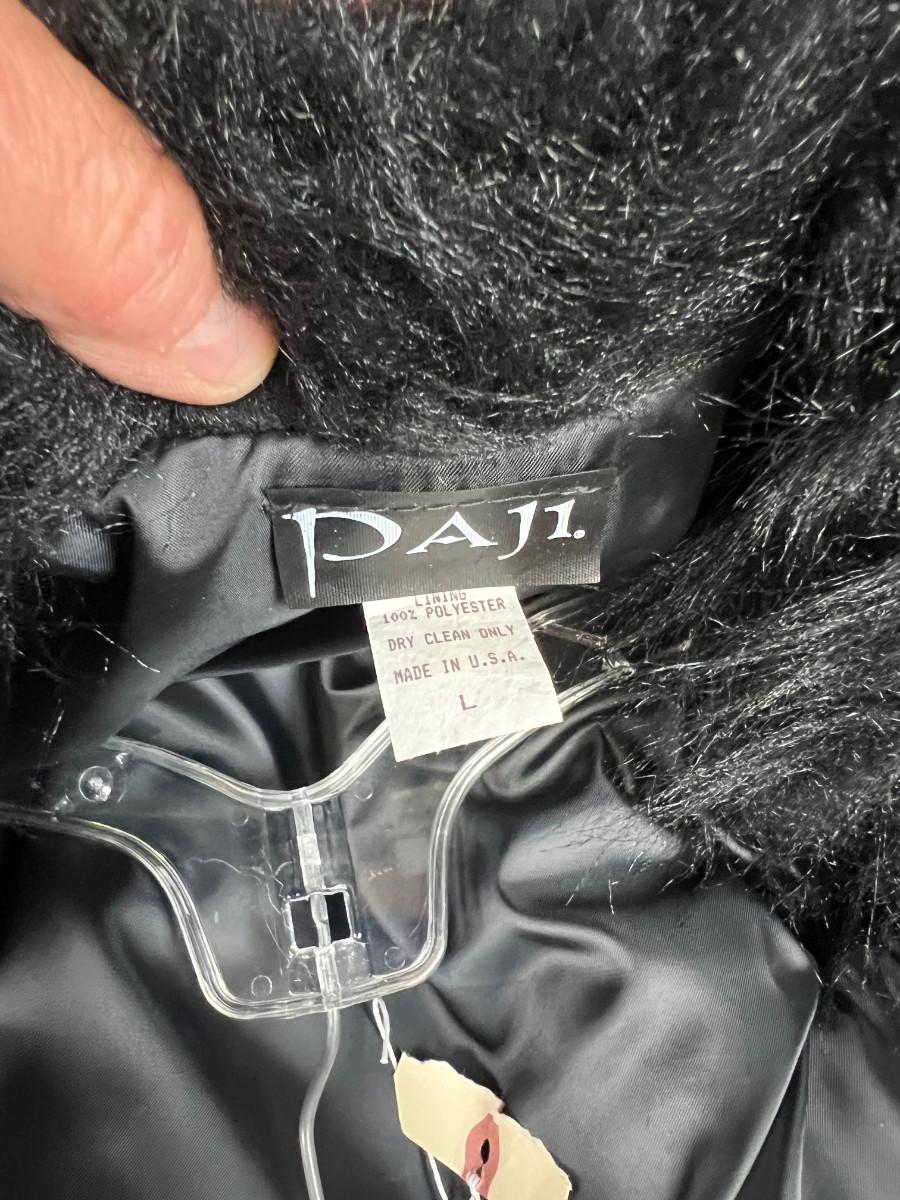 PAJI.
LINING
100% POLYESTER
DRY CLEAN ONLY
MADE IN U.S.A.
L